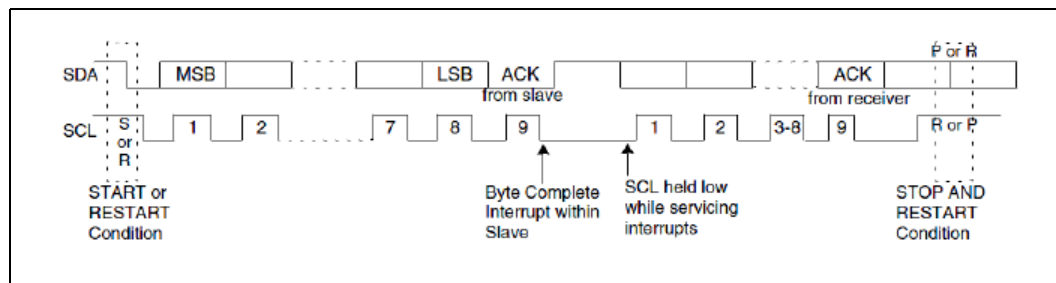 P or R
SDA MSB LSB ACK ACK
from slave from receiver
SCL S or R 1 2 7 8 9 1 2 3-8 9 R or P
START or
RESTART
Condition
Byte Complete
Interrupt within
Slave
SCL held low
while servicing
interrupts
STOP AND
RESTART
Condition